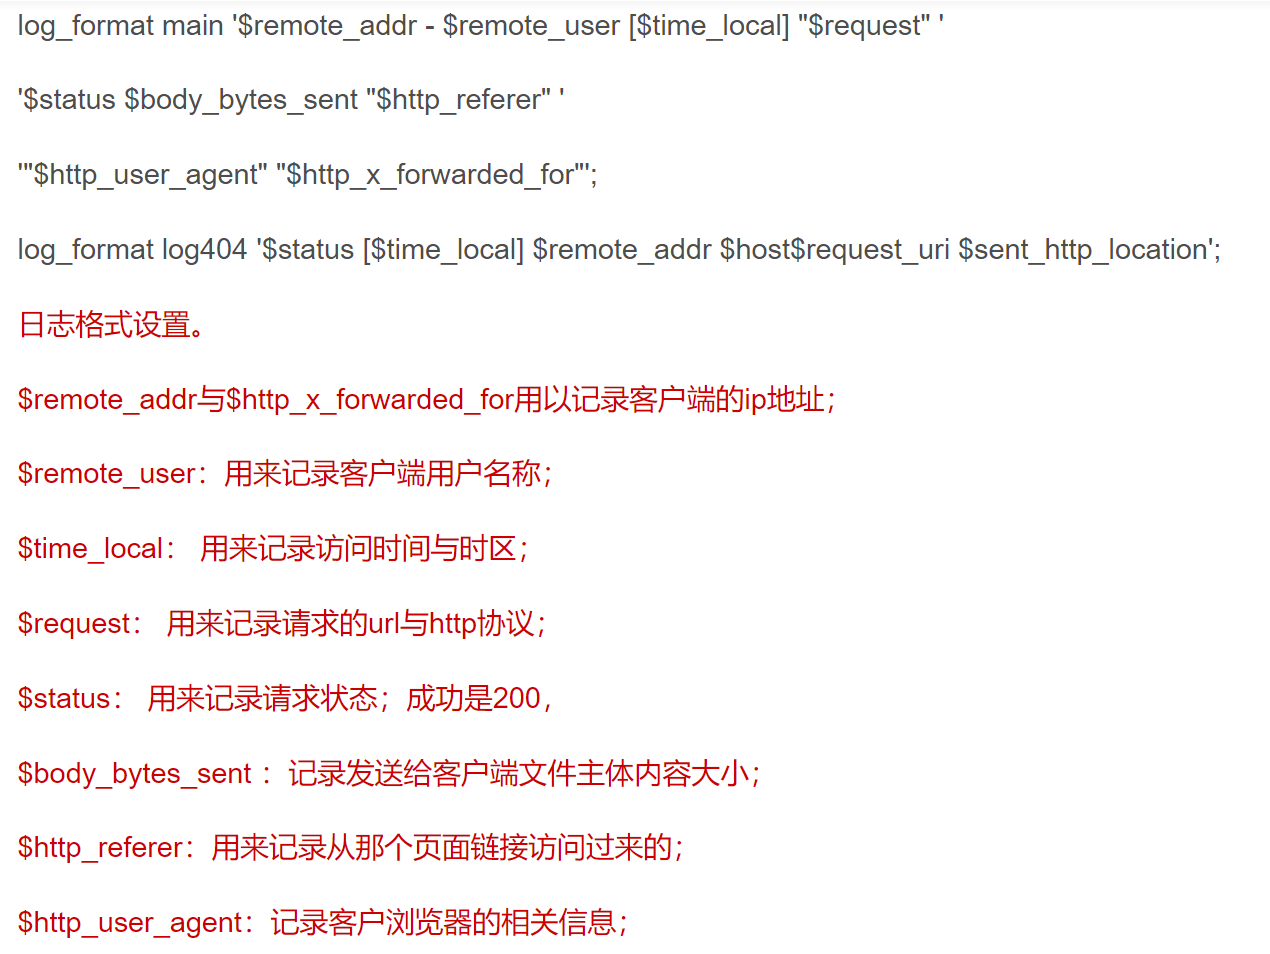 log_format main '$remote_addr - $remote_user [$time_local] "$request" '
'$status $body_bytes_sent "$http_referer" '
'"$http_user_agent" "$http_x_forwarded_for"';
log_format log404 '$status [$time_local] $remote_addr $host$request_uri $sent_http_location';
日志格式设置。
$remote_addr与$http_x_forwarded_for用以记录客户端的ip地址；
$remote_user：用来记录客户端用户名称；
$time_local： 用来记录访问时间与时区；
$request： 用来记录请求的url与http协议；
$status： 用来记录请求状态；成功是200，
$body_bytes_sent ：记录发送给客户端文件主体内容大小；
$http_referer：用来记录从那个页面链接访问过来的；
$http_user_agent：记录客户浏览器的相关信息；